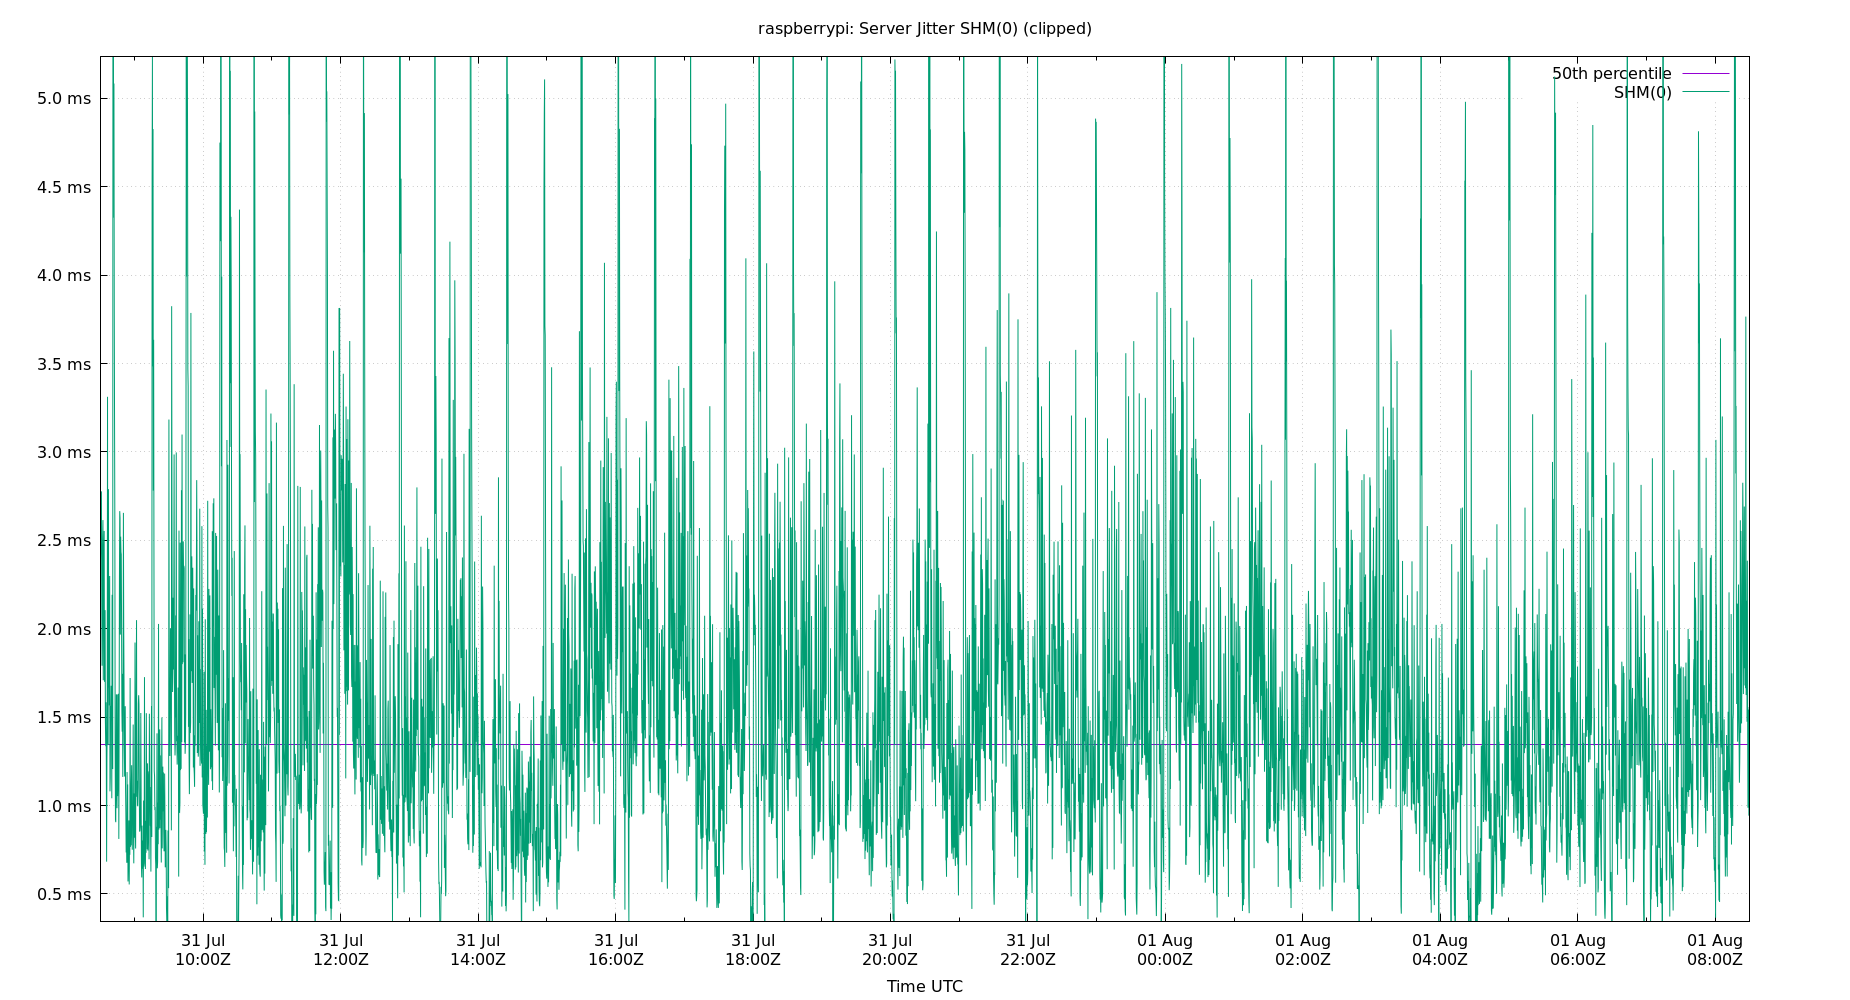 raspberrypi: Server Jitter SHM(0) (clipped)
50th percentile
SHM(0)
5.0 ms
4.5 ms
4.0 ms
3.5 ms
3.0 ms
2.5 ms
2.0 ms
1.5 ms
1.0 ms
0.5 ms
31 Jul 31 Jul 31 Jul 31 Jul 31 Jul 31 Jul 31 Jul 01 Aug 01 Aug 01 Aug 01 Aug 01 Aug
10:00Z 12:00Z 14:00Z 16:00Z 18:00Z 20:00Z 22:00Z 00:00Z 02:00Z 04:00Z 06:00Z 08:00Z
Time UTC